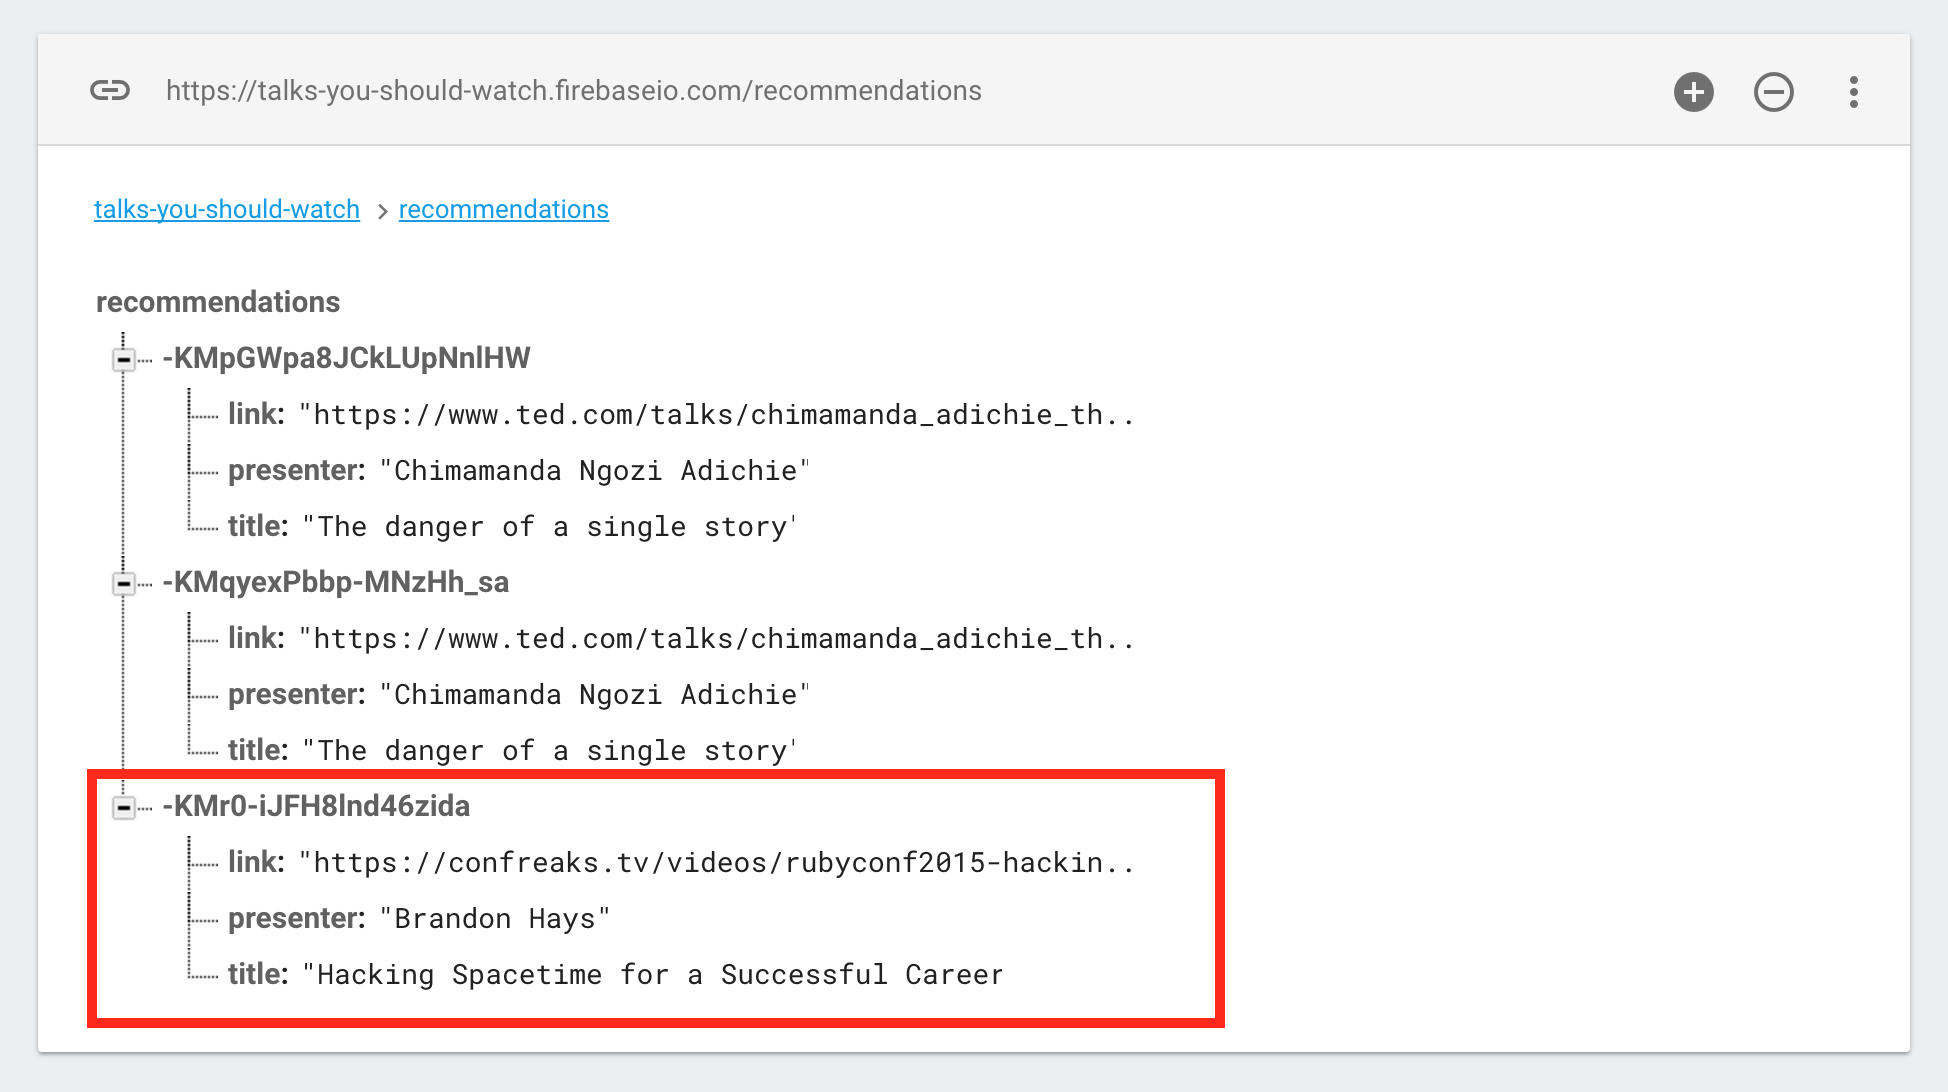 https://talks-you-should-watch.firebaseio.com/recommendations
talks-you-should-watch > recommendations
recommendations
-KMpGWpa8JCkLUpNnlHW
link: "https://www.ted.com/talks/chimamanda_adichie_th..
presenter: "Chimamanda Ngozi Adichie"
title: "The danger of a single story'
-KMqyexPbbp-MNzHh_sa
link: "https://www.ted.com/talks/chimamanda_adichie_th..
presenter: "Chimamanda Ngozi Adichie"
title: "The danger of a single story'
-KMr0-iJFH8lnd46zida
link: "https://confreaks.tv/videos/rubyconf2015-hackin..
presenter: "Brandon Hays"
title: "Hacking Spacetime for a Successful Career